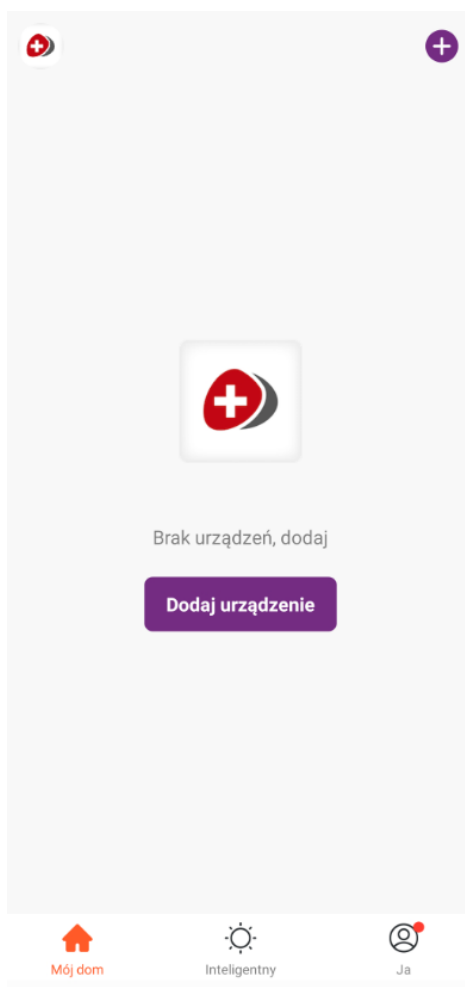 Brak urządzeń, dodaj
Dodaj urządzenie
Mój dom
Inteligentny
Ja